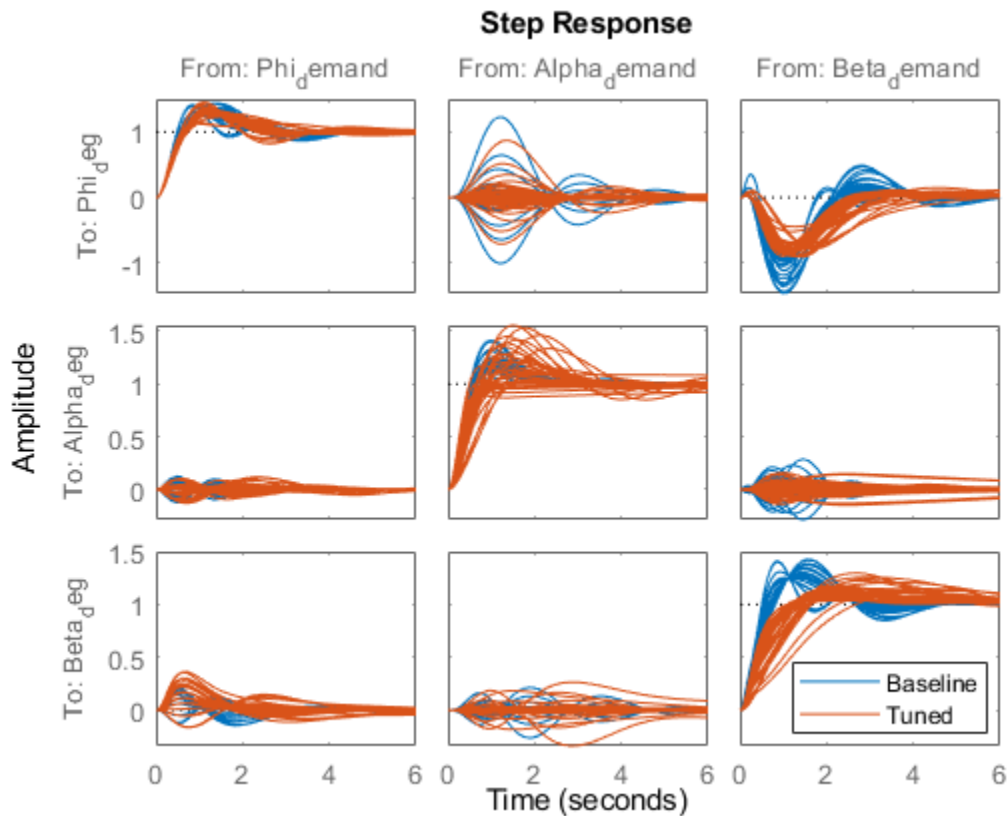 Step Response
From: Phi_demand
From: Alpha_demand
From: Beta_demand
To: Phi_deg
1
0
-1
To: Alpha_deg
1.5
1
0.5
0
To: Beta_deg
1.5
1
0.5
0
Amplitude
Baseline
Tuned
0 2 4 6
0 2 4 6
0 2 4 6
Time (seconds)